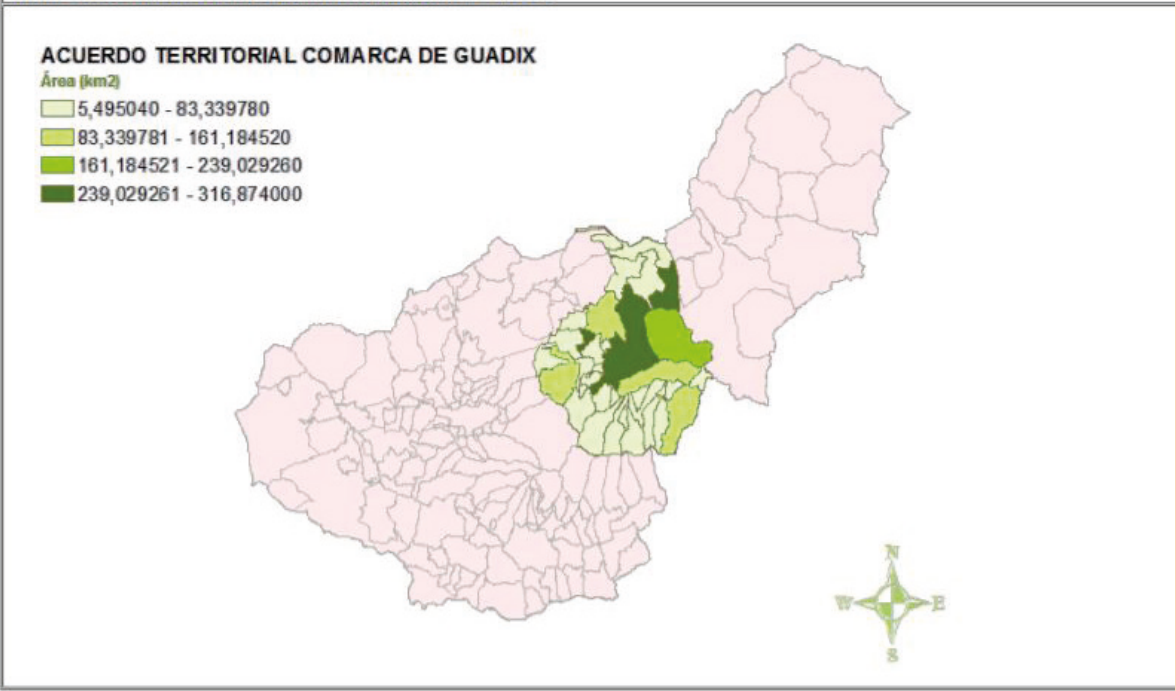 ACUERDO TERRITORIAL COMARCA DE GUADIX
Área (km2)
5,495040 - 83,339780
83,339781 - 161,184520
161,184521 - 239,029260
239,029261 - 316,874000
N
W E
S